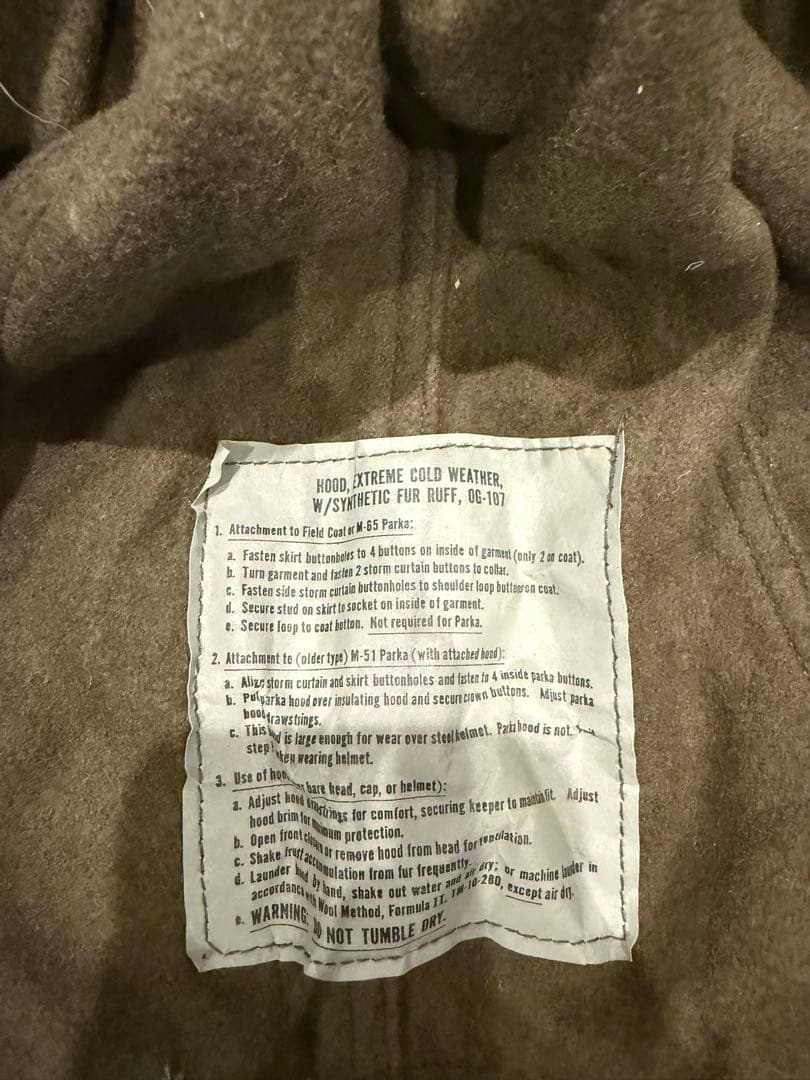 HOOD, EXTREME COLD WEATHER,
W/SYNTHETIC FUR RUFF, OG-107
1. Attachment to Field Coat or M-65 Parka:
a. Fasten skirt buttonholes to 4 buttons on inside of garment (only 2 on coat).
b. Turn garment and fasten 2 storm curtain buttons to collar.
c. Fasten side storm curtain buttonholes to shoulder loop buttons on coat.
d. Secure stud on skirt to socket on inside of garment.
e. Secure loop to coat button. Not required for Parka.
2. Attachment to (older type) M-51 Parka (with attached hood):
a. Align storm curtain and skirt buttonholes and fasten to 4 inside parka buttons.
b. Pull parka hood over insulating hood and secure crown buttons. Adjust parka
hood drawstrings.
c. This is large enough for wear over steel helmet. Parka hood is not
when wearing helmet.
3. Use of hood bare head, cap, or helmet):
a. Adjust hood drawstrings for comfort, securing keeper to maintain fit. Adjust
hood brim for maximum protection.
b. Open front closure or remove hood from head for ventilation.
c. Shake frost accumulation from fur frequently.
d. Launder hood by hand, shake out water and air dry; or machine launder in
accordance with Wool Method, Formula II, TM-10-280, except air dry.
e. WARNING: DO NOT TUMBLE DRY.